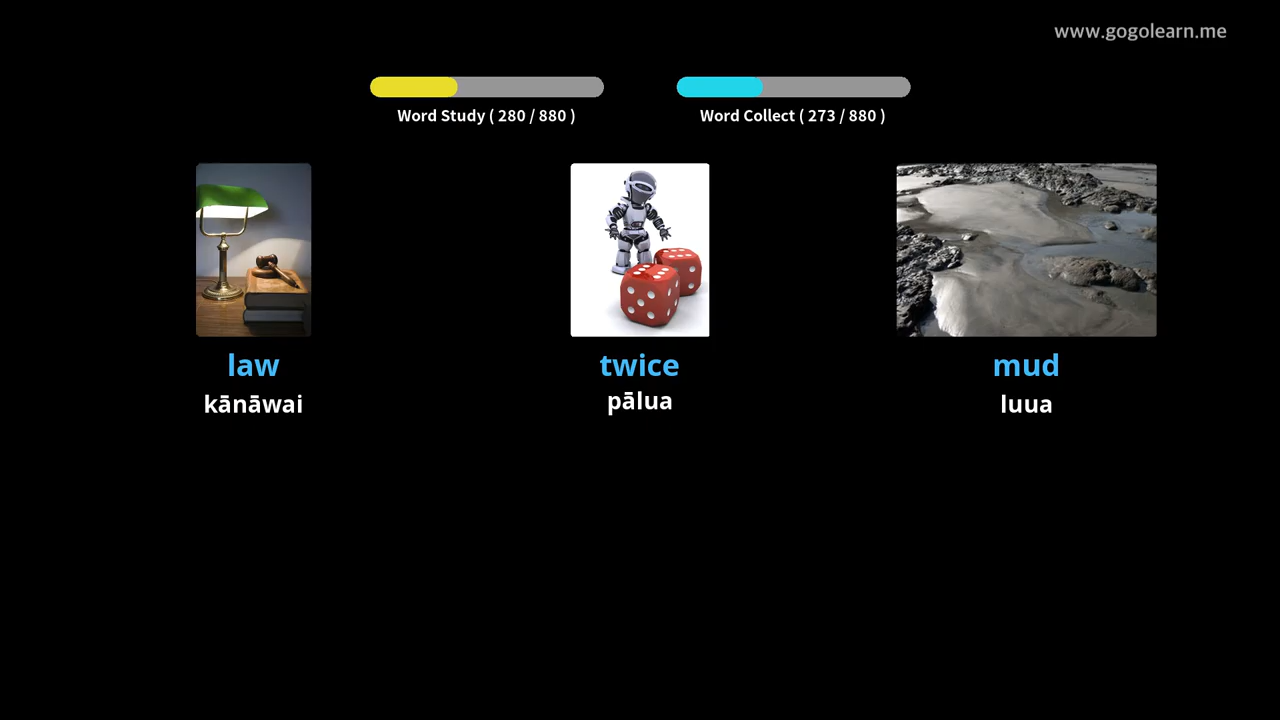 www.gogolearn.me
Word Study ( 280 / 880 )
Word Collect ( 273 / 880 )
law
twice
mud
kānāwai
pālua
luua